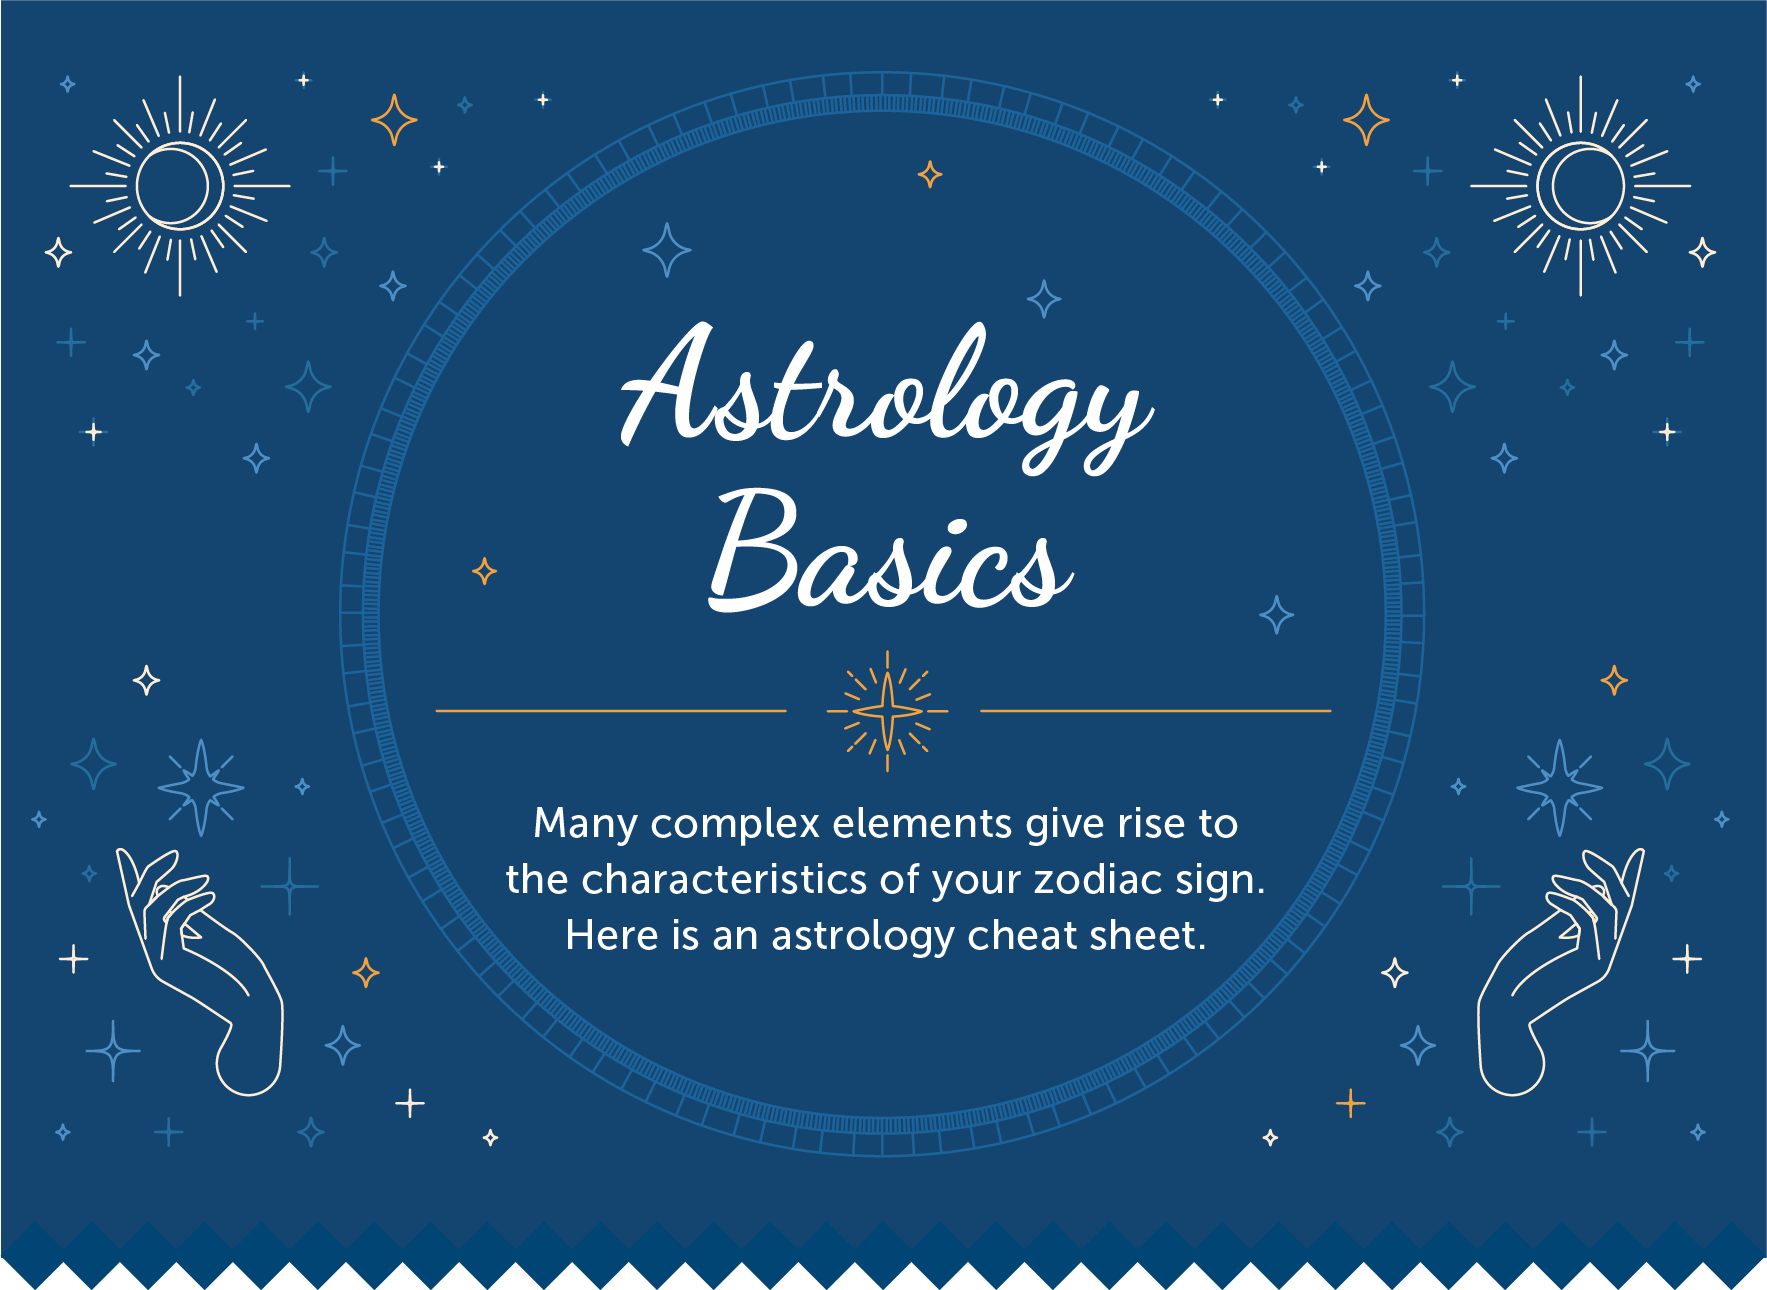 Astrology
Basics
Many complex elements give rise to
the characteristics of your zodiac sign.
Here is an astrology cheat sheet.